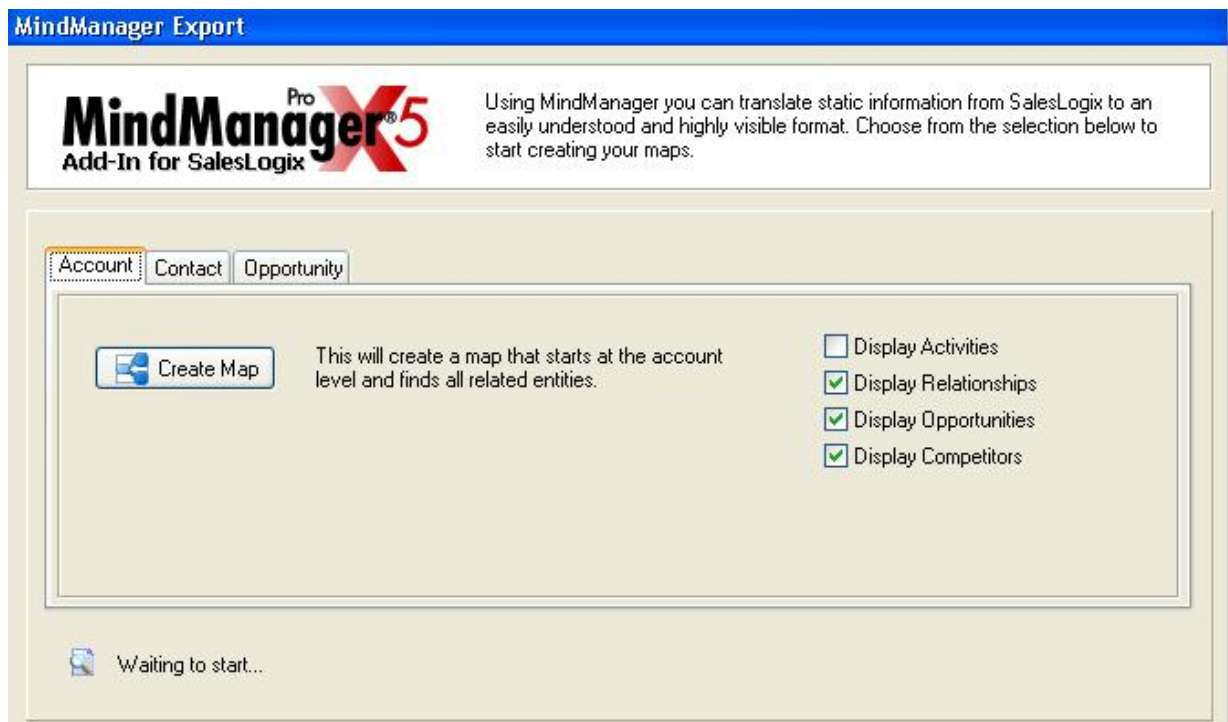 MindManager Export
MindManager® Pro X5
Add-In for SalesLogix
Using MindManager you can translate static information from SalesLogix to an
easily understood and highly visible format. Choose from the selection below to
start creating your maps.
Account Contact Opportunity
Create Map
This will create a map that starts at the account
level and finds all related entities.
Display Activities
Display Relationships
Display Opportunities
Display Competitors
Waiting to start...